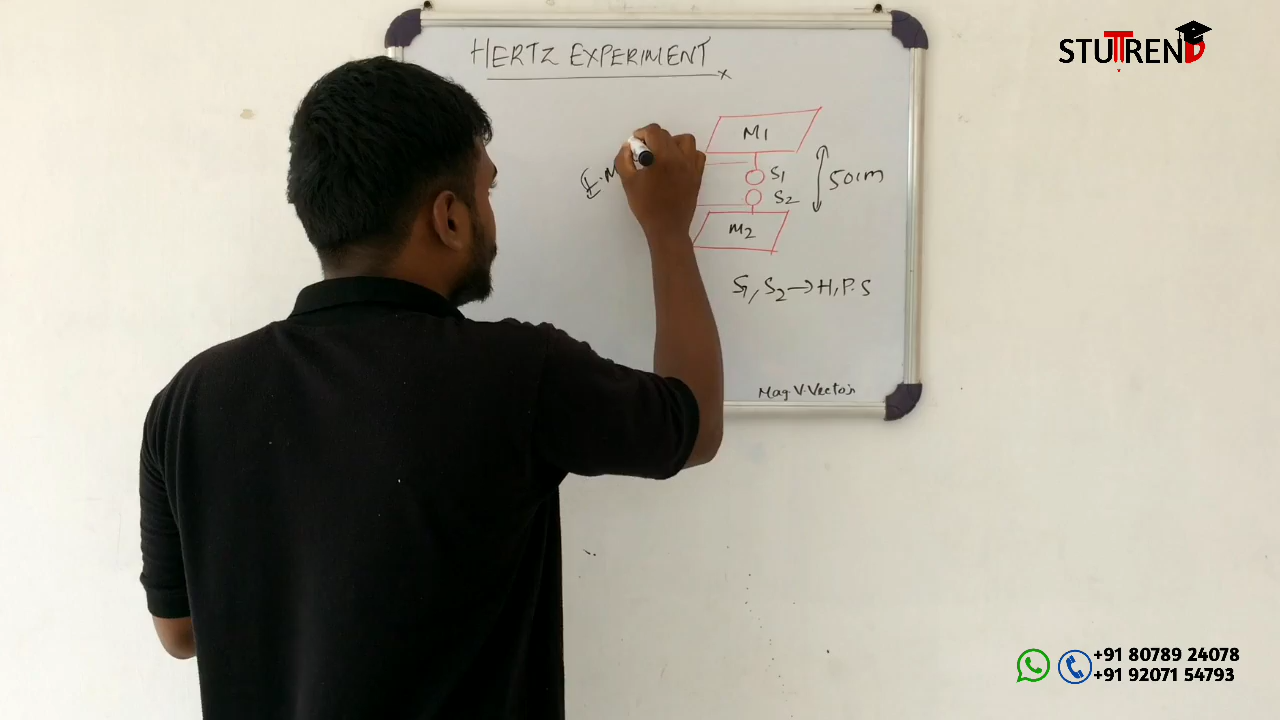 STUTREND
HERTZ EXPERIMENT
M1
S1
50cm
S2
M2
S1, S2 → H.P.S
Mag V. Vector
+91 80789 24078
+91 92071 54793